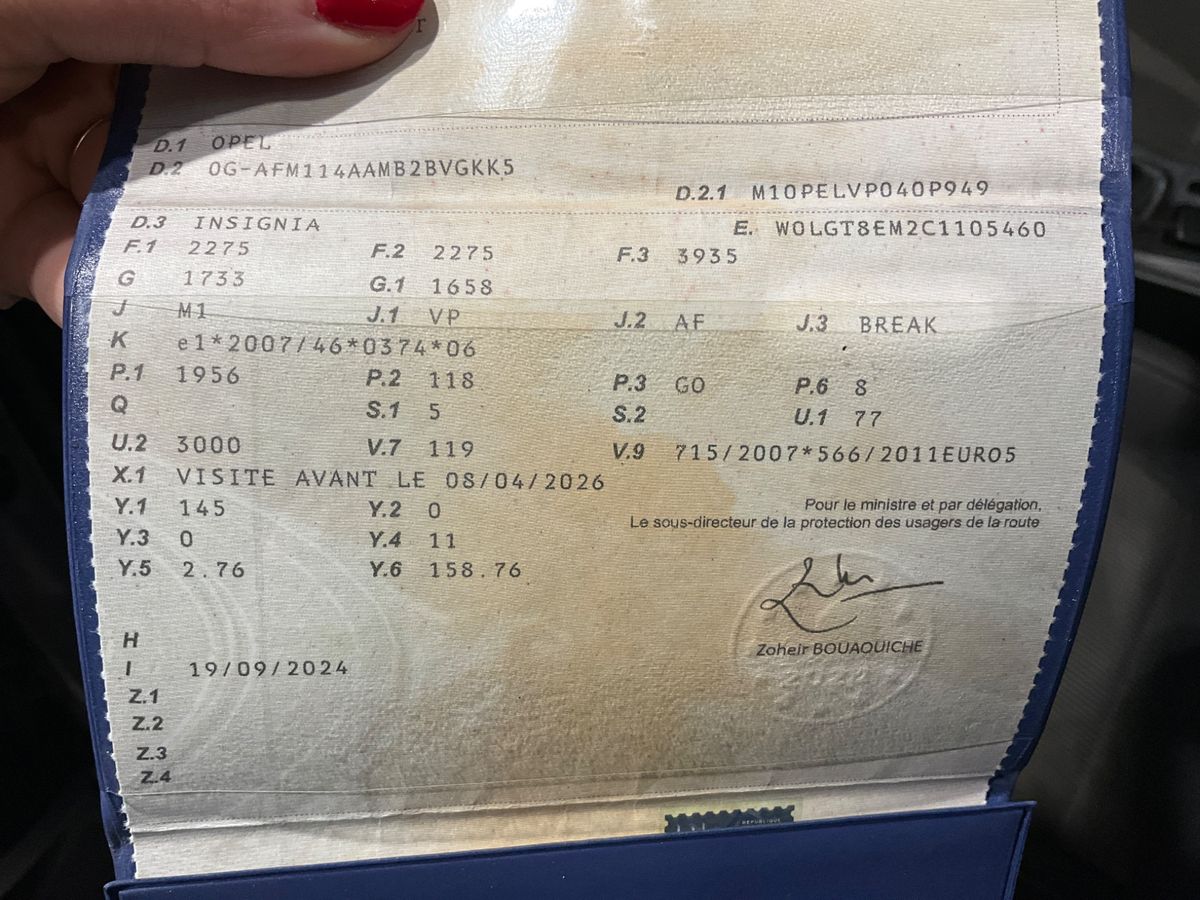 r
D.1 OPEL
D.2 0G-AFM114AAMB2BVGKK5
D.2.1 M10PELVP040P949
D.3 INSIGNIA
E. W0LGT8EM2C1105460
F.1 2275 F.2 2275 F.3 3935
G 1733 G.1 1658
J M1 J.1 VP J.2 AF J.3 BREAK
K e1*2007/46*0374*06
P.1 1956 P.2 118 P.3 GO P.6 8
Q S.1 5 S.2 U.1 77
U.2 3000 V.7 119 V.9 715/2007*566/2011EURO5
X.1 VISITE AVANT LE 08/04/2026
Y.1 145 Y.2 0
Pour le ministre et par délégation,
Le sous-directeur de la protection des usagers de la route
Y.3 0 Y.4 11
Y.5 2.76 Y.6 158.76
Zoheir BOUAOUICHE
H
I 19/09/2024
2020
Z.1
Z.2
Z.3
Z.4
RÉPUBLIQUE